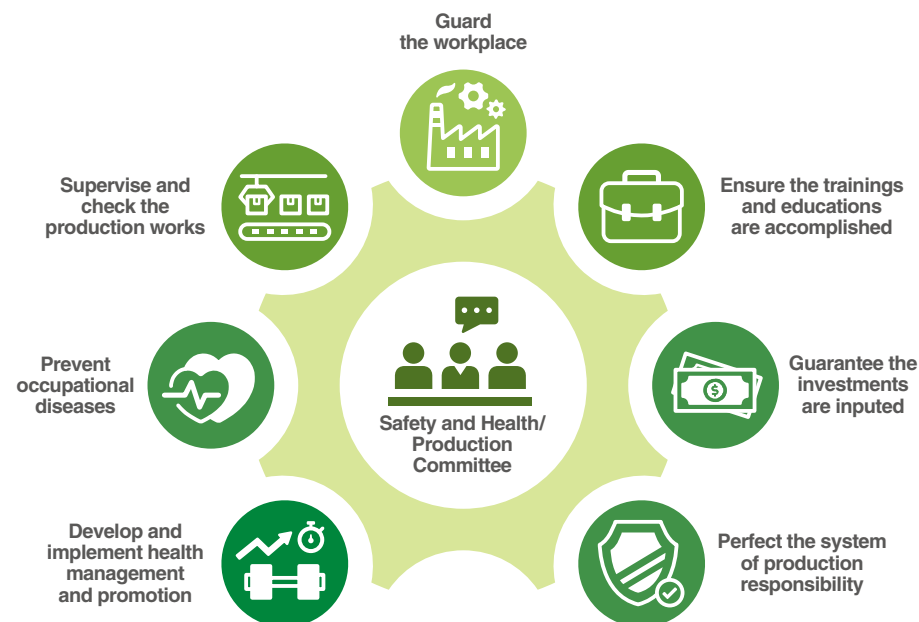 Guard
the workplace
Supervise and
check the
production works
Ensure the trainings
and educations
are accomplished
Prevent
occupational
diseases
$
Guarantee the
investments
are inputed
Safety and Health/
Production
Committee
Develop and
implement health
management
and promotion
Perfect the system
of production
responsibility